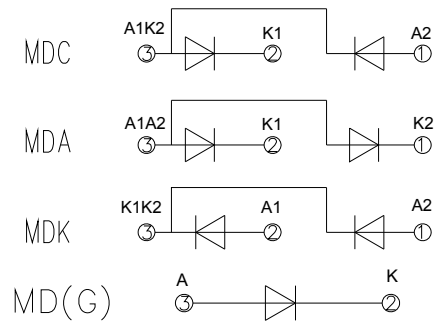 A1K2 K1 A2
MDC ③ ② ①
A1A2 K1 K2
MDA ③ ② ①
K1K2 A1 A2
MDK ③ ② ①
A K
MD(G) ③ ②